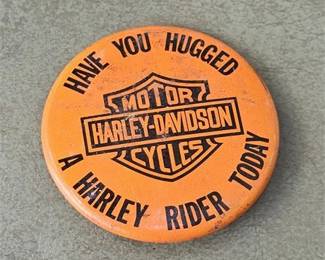 HAVE YOU HUGGED
MOTOR
HARLEY-DAVIDSON
CYCLES
A HARLEY RIDER TODAY